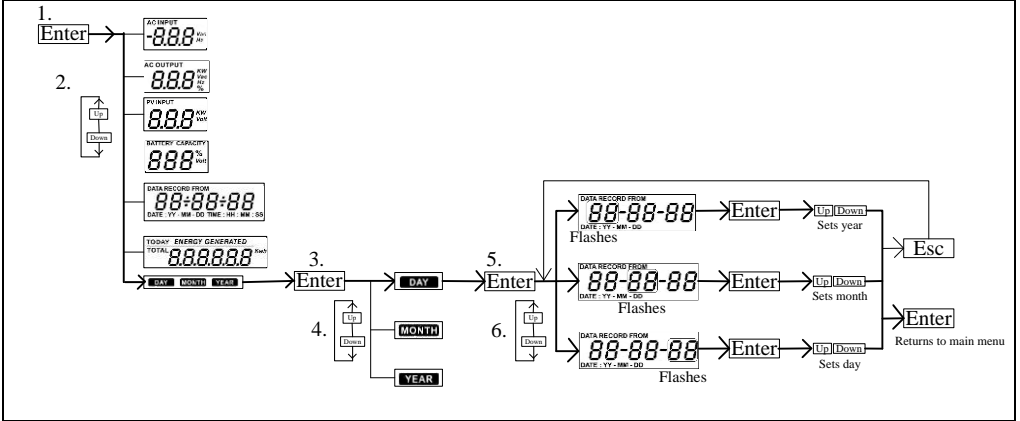 1.
Enter
AC INPUT
-8.8.8
AC OUTPUT
8.8.8 KW
Hz
%
2.
Up
Down
PV INPUT
8.8.8 KW
Volt
BATTERY CAPACITY
888 %
Volt
DATA RECORD FROM
88:88:88
DATE : YY - MM - DD TIME : HH : MM : SS
TODAY ENERGY GENERATED
TOTAL 8.8.8.8.8.8 Kwh
DAY MONTH YEAR
3.
Enter
4.
Up
Down
DAY
MONTH
YEAR
5.
Enter
6.
Up
Down
DATA RECORD FROM
88-88-88
DATE : YY - MM - DD
Flashes
Enter
Up Down
Sets year
DATA RECORD FROM
88-88-88
DATE : YY - MM - DD
Flashes
Enter
Up Down
Sets month
DATA RECORD FROM
88-88-88
DATE : YY - MM - DD
Flashes
Enter
Up Down
Sets day
Esc
Enter
Returns to main menu